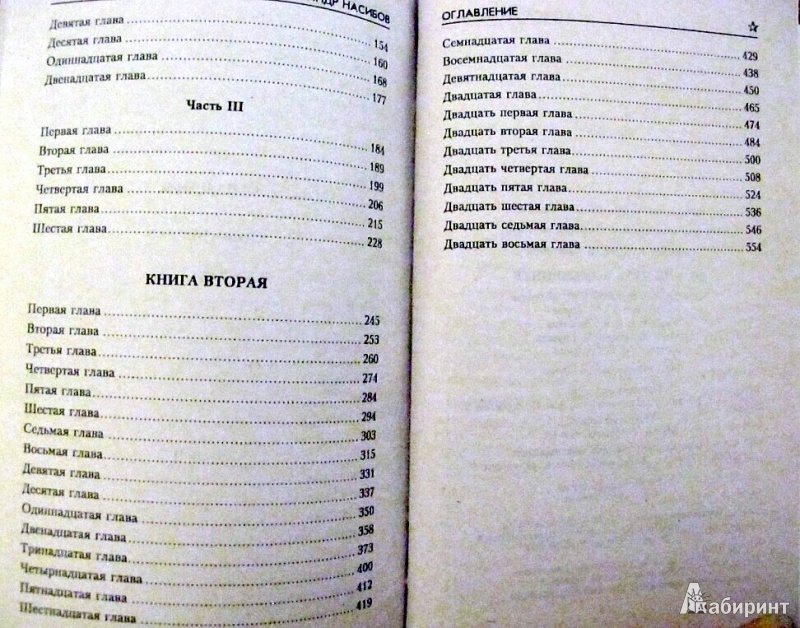 НДР НАСИБОВ
Девятая глава ........ 154
Десятая глава ........ 160
Одиннадцатая глава ........ 168
Двенадцатая глава ........ 177
Часть III
Первая глава ........ 184
Вторая глава ........ 189
Третья глава ........ 199
Четвертая глава ........ 206
Пятая глава ........ 215
Шестая глава ........ 228
КНИГА ВТОРАЯ
Первая глава ........ 245
Вторая глава ........ 253
Третья глава ........ 260
Четвертая глава ........ 274
Пятая глава ........ 284
Шестая глава ........ 294
Седьмая глава ........ 303
Восьмая глава ........ 315
Девятая глава ........ 331
Десятая глава ........ 337
Одиннадцатая глава ........ 350
Двенадцатая глава ........ 358
Тринадцатая глава ........ 373
Четырнадцатая глава ........ 400
Пятнадцатая глава ........ 412
Шестнадцатая глава ........ 419
ОГЛАВЛЕНИЕ
Семнадцатая глава ........ 429
Восемнадцатая глава ........ 438
Девятнадцатая глава ........ 450
Двадцатая глава ........ 465
Двадцать первая глава ........ 474
Двадцать вторая глава ........ 484
Двадцать третья глава ........ 500
Двадцать четвертая глава ........ 508
Двадцать пятая глава ........ 524
Двадцать шестая глава ........ 536
Двадцать седьмая глава ........ 546
Двадцать восьмая глава ........ 554
Лабиринт